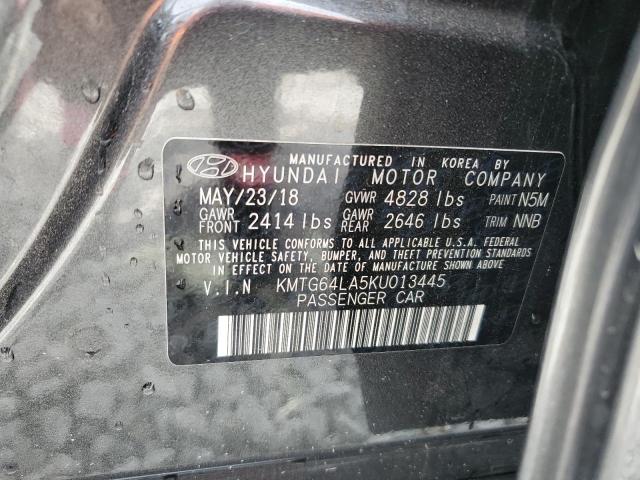 MANUFACTURED IN KOREA BY
HYUNDAI MOTOR COMPANY
MAY/23/18 GVWR 4828 lbs PAINT N5M
GAWR FRONT 2414 lbs GAWR REAR 2646 lbs TRIM NNB
THIS VEHICLE CONFORMS TO ALL APPLICABLE U.S.A. FEDERAL
MOTOR VEHICLE SAFETY, BUMPER, AND THEFT PREVENTION STANDARDS
IN EFFECT ON THE DATE OF MANUFACTURE SHOWN ABOVE
V.I.N KMTG64LA5KU013445
PASSENGER CAR